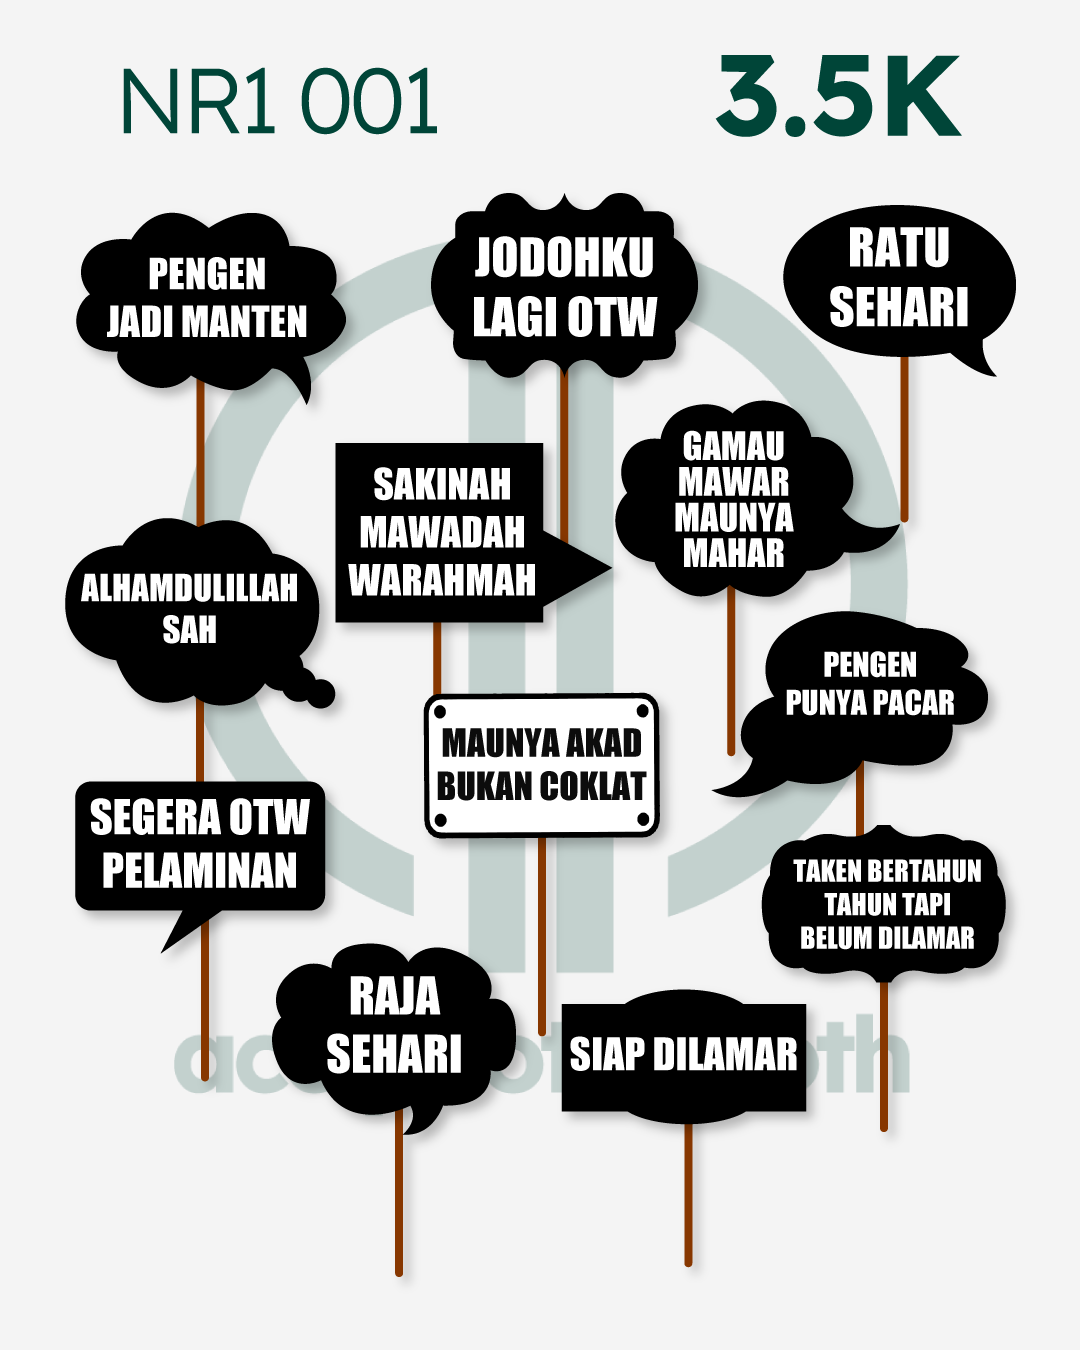 NR1 001
3.5K
PENGEN
JADI MANTEN
JODOHKU
LAGI OTW
RATU
SEHARI
SAKINAH
MAWADAH
WARAHMAH
GAMAU
MAWAR
MAUNYA
MAHAR
ALHAMDULILLAH
SAH
PENGEN
PUNYA PACAR
MAUNYA AKAD
BUKAN COKLAT
SEGERA OTW
PELAMINAN
TAKEN BERTAHUN
TAHUN TAPI
BELUM DILAMAR
RAJA
SEHARI
SIAP DILAMAR